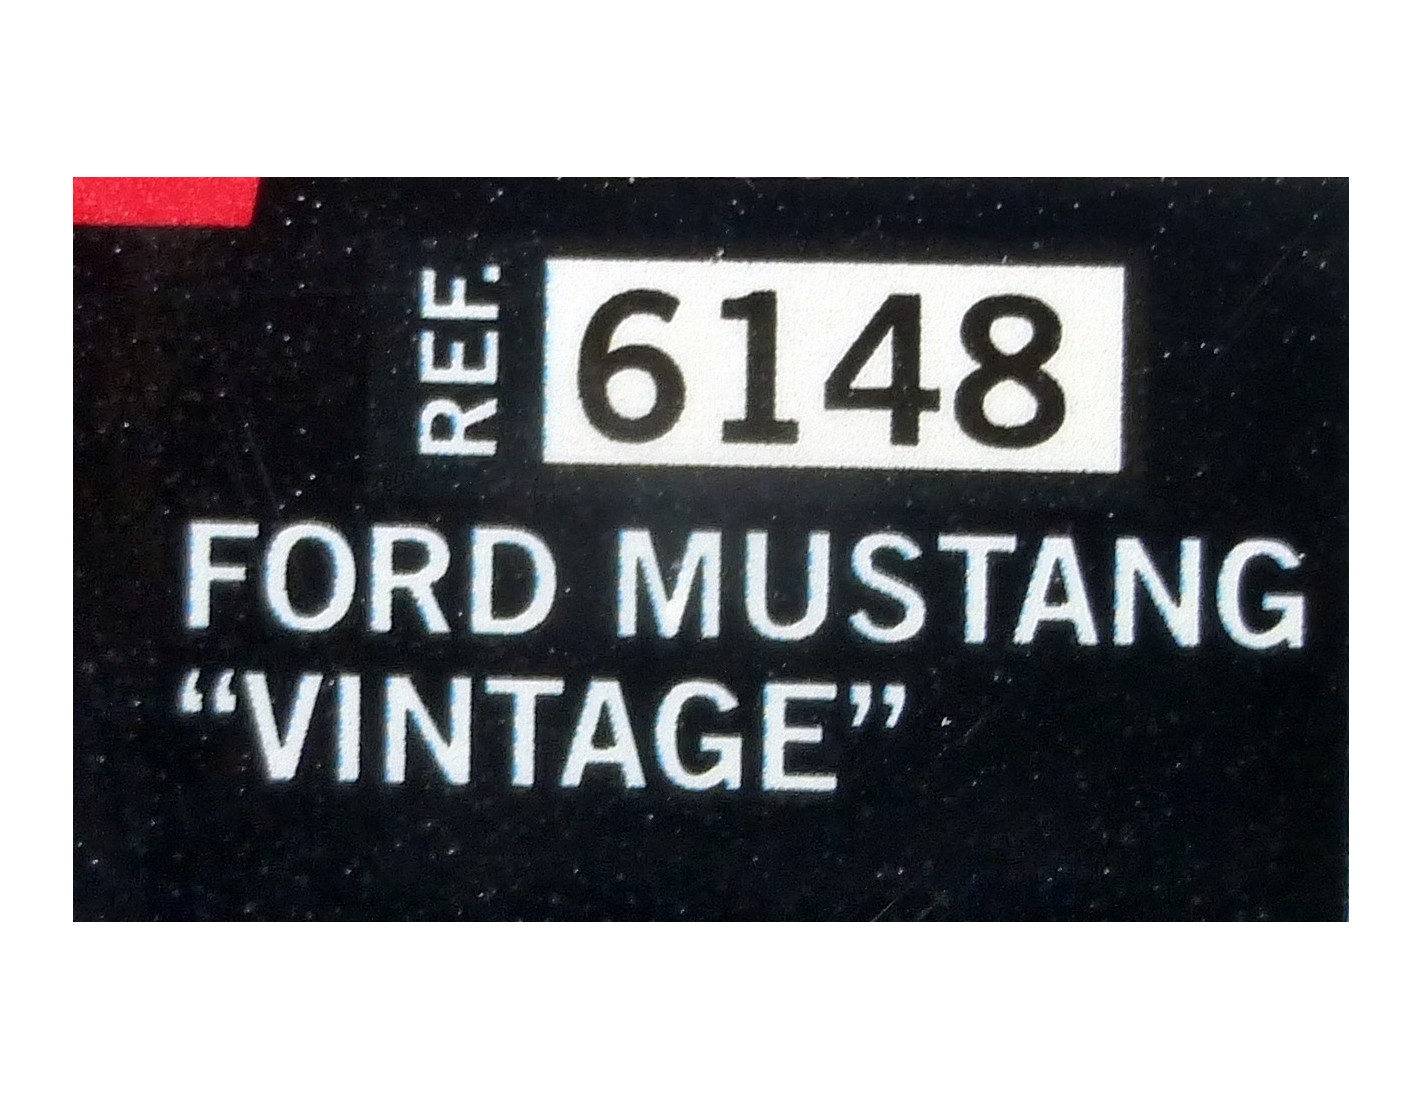 REF. 6148
FORD MUSTANG
“VINTAGE”